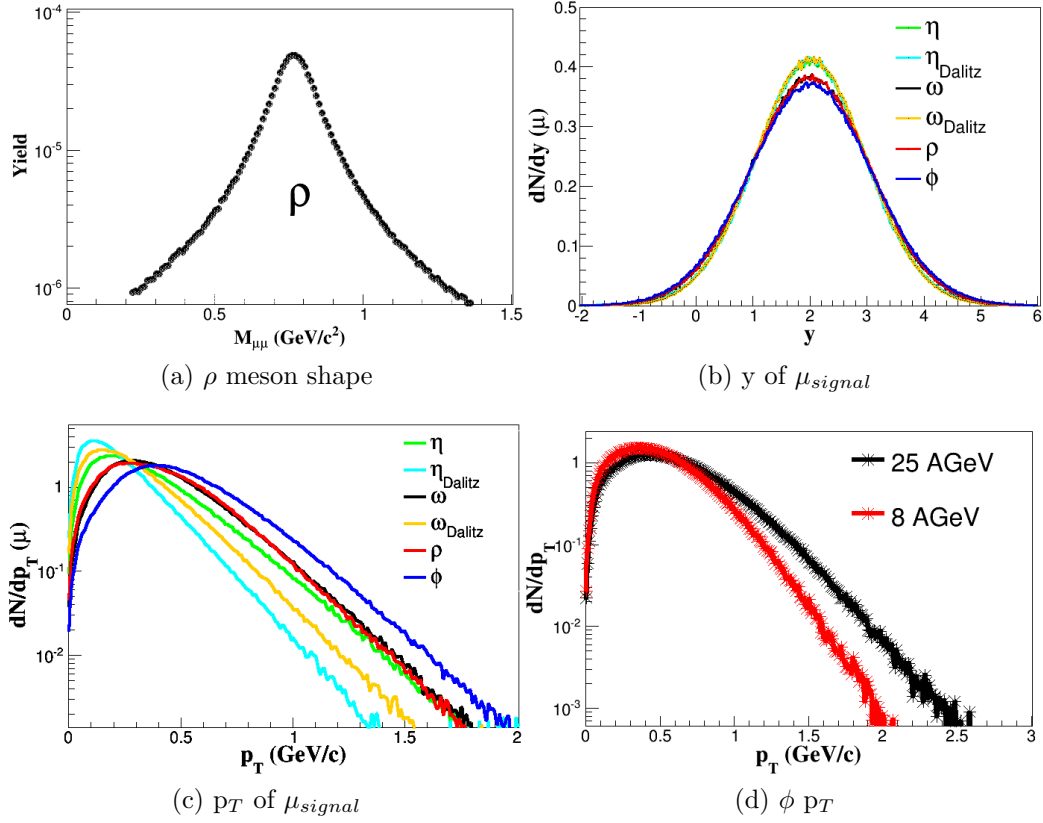 10⁻⁴
10⁻⁵
10⁻⁶
Yield
ρ
0 0.5 1 1.5
M_μμ (GeV/c²)
(a) ρ meson shape
0.5
0.4
0.3
0.2
0.1
0
dN/dy (μ)
η
η_Dalitz
ω
ω_Dalitz
ρ
φ
-2 -1 0 1 2 3 4 5 6
y
(b) y of μ_signal
1
10⁻¹
10⁻²
dN/dp_T (μ)
η
η_Dalitz
ω
ω_Dalitz
ρ
φ
0 0.5 1 1.5 2
p_T (GeV/c)
(c) p_T of μ_signal
1
10⁻¹
10⁻²
10⁻³
dN/dp_T
25 AGeV
8 AGeV
0 0.5 1 1.5 2 2.5 3
p_T (GeV/c)
(d) φ p_T